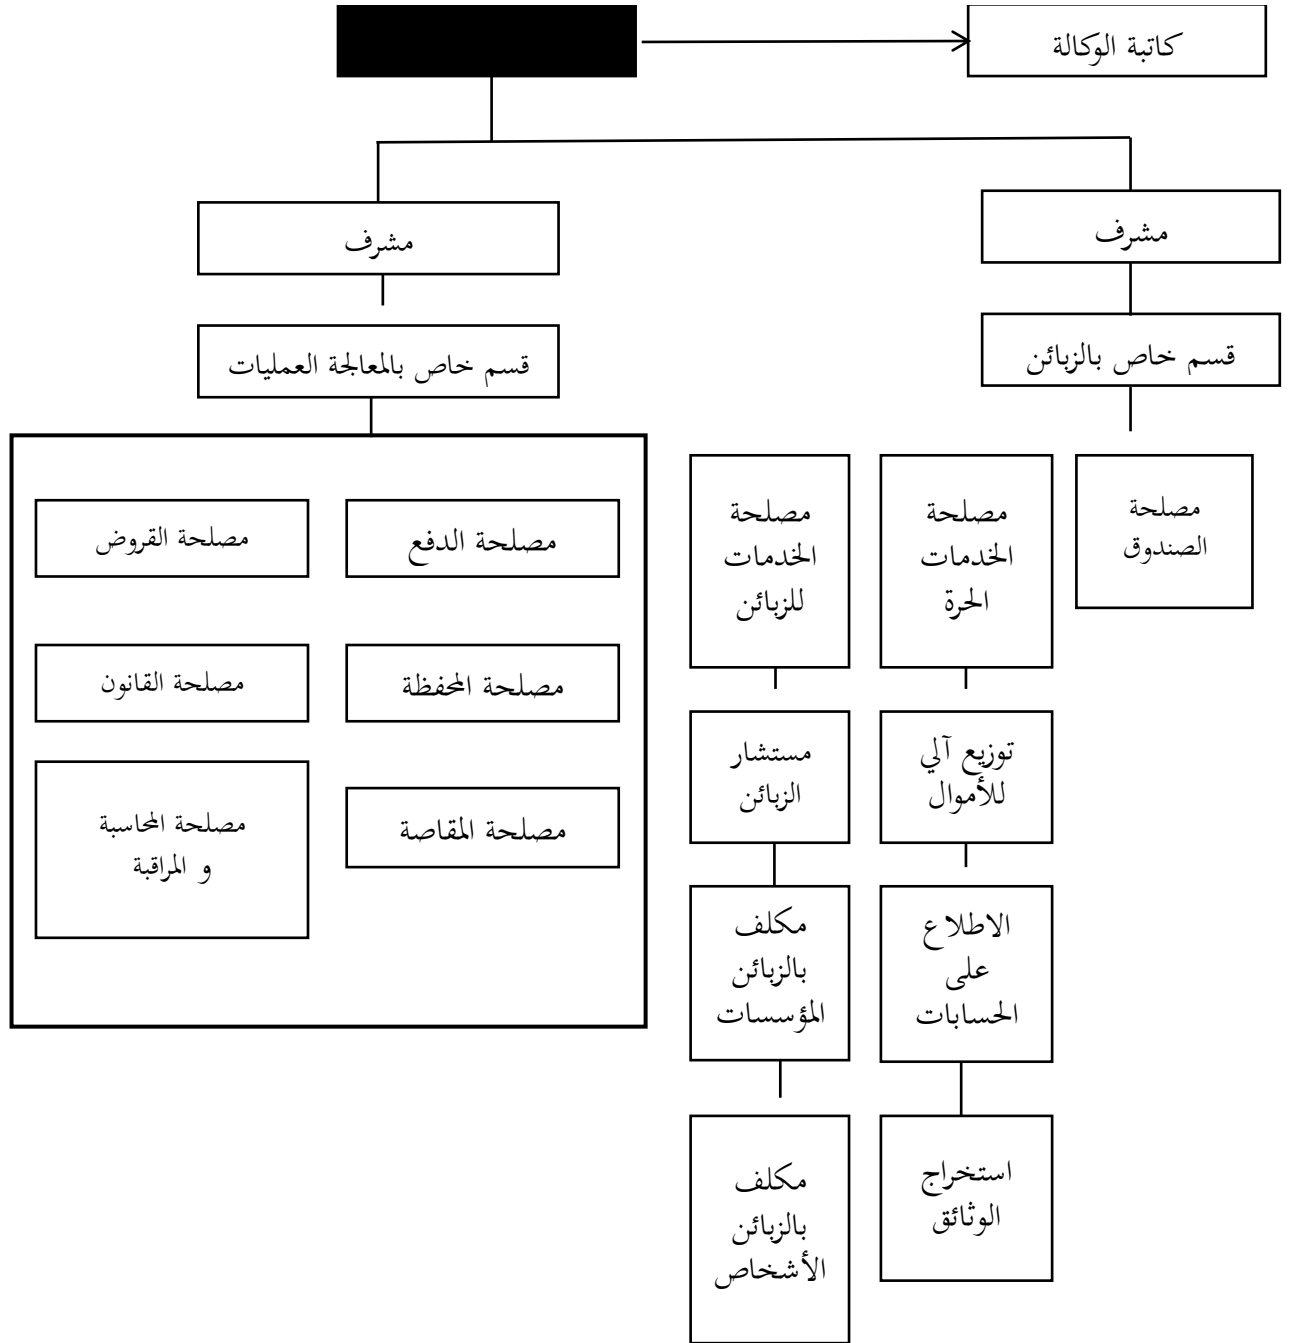 كاتبة الوكالة
مشرف
مشرف
قسم خاص بالزبائن
قسم خاص بالمعالجة العمليات
مصلحة
الصندوق
مصلحة
الخدمات
الحرة
مصلحة
الخدمات
للزبائن
توزيع آلي
للأموال
مستشار
الزبائن
الاطلاع
على
الحسابات
مكلف
بالزبائن
المؤسسات
استخراج
الوثائق
مكلف
بالزبائن
الأشخاص
مصلحة الدفع
مصلحة القروض
مصلحة المحفظة
مصلحة القانون
مصلحة المقاصة
مصلحة المحاسبة
و المراقبة